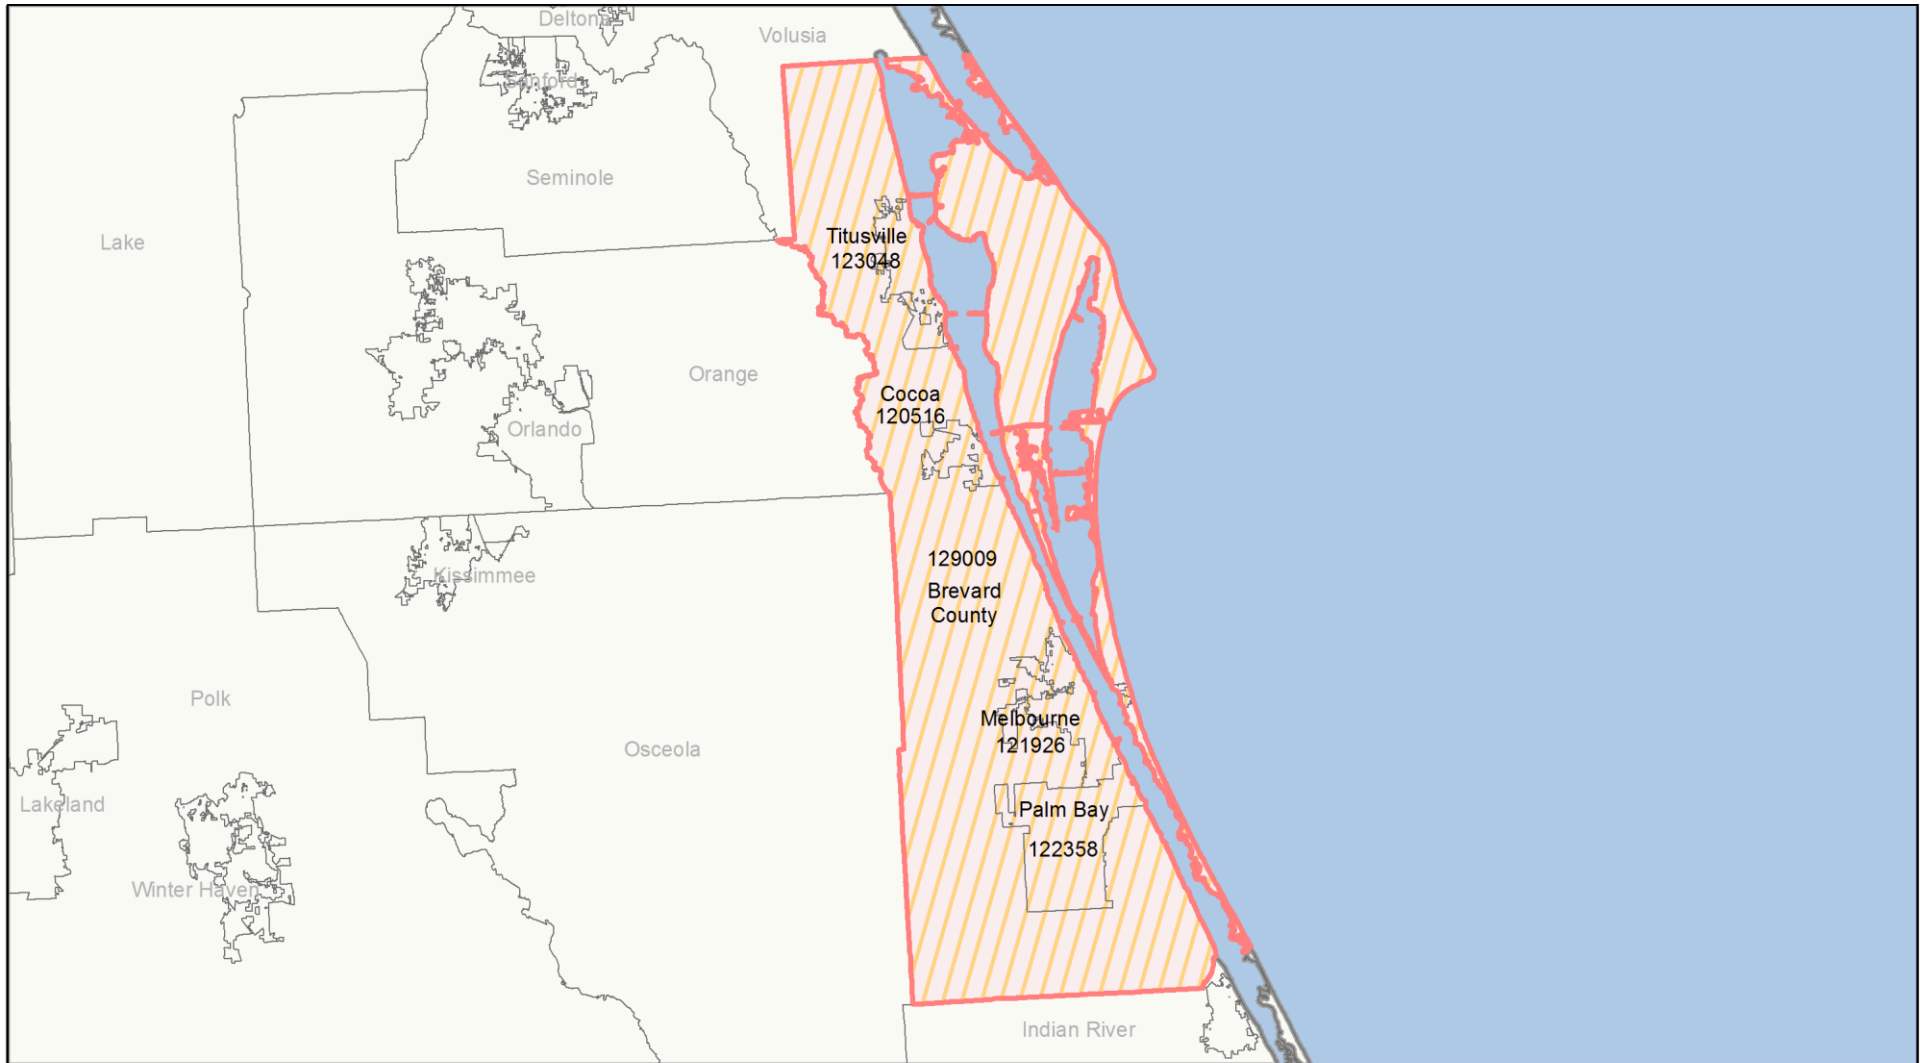 Deltona
Volusia
Sanford
Seminole
Lake
Titusville
123048
Orange
Cocoa
120516
Orlando
129009
Brevard
County
Kissimmee
Polk
Osceola
Melbourne
121926
Lakeland
Palm Bay
122358
Winter Haven
Indian River